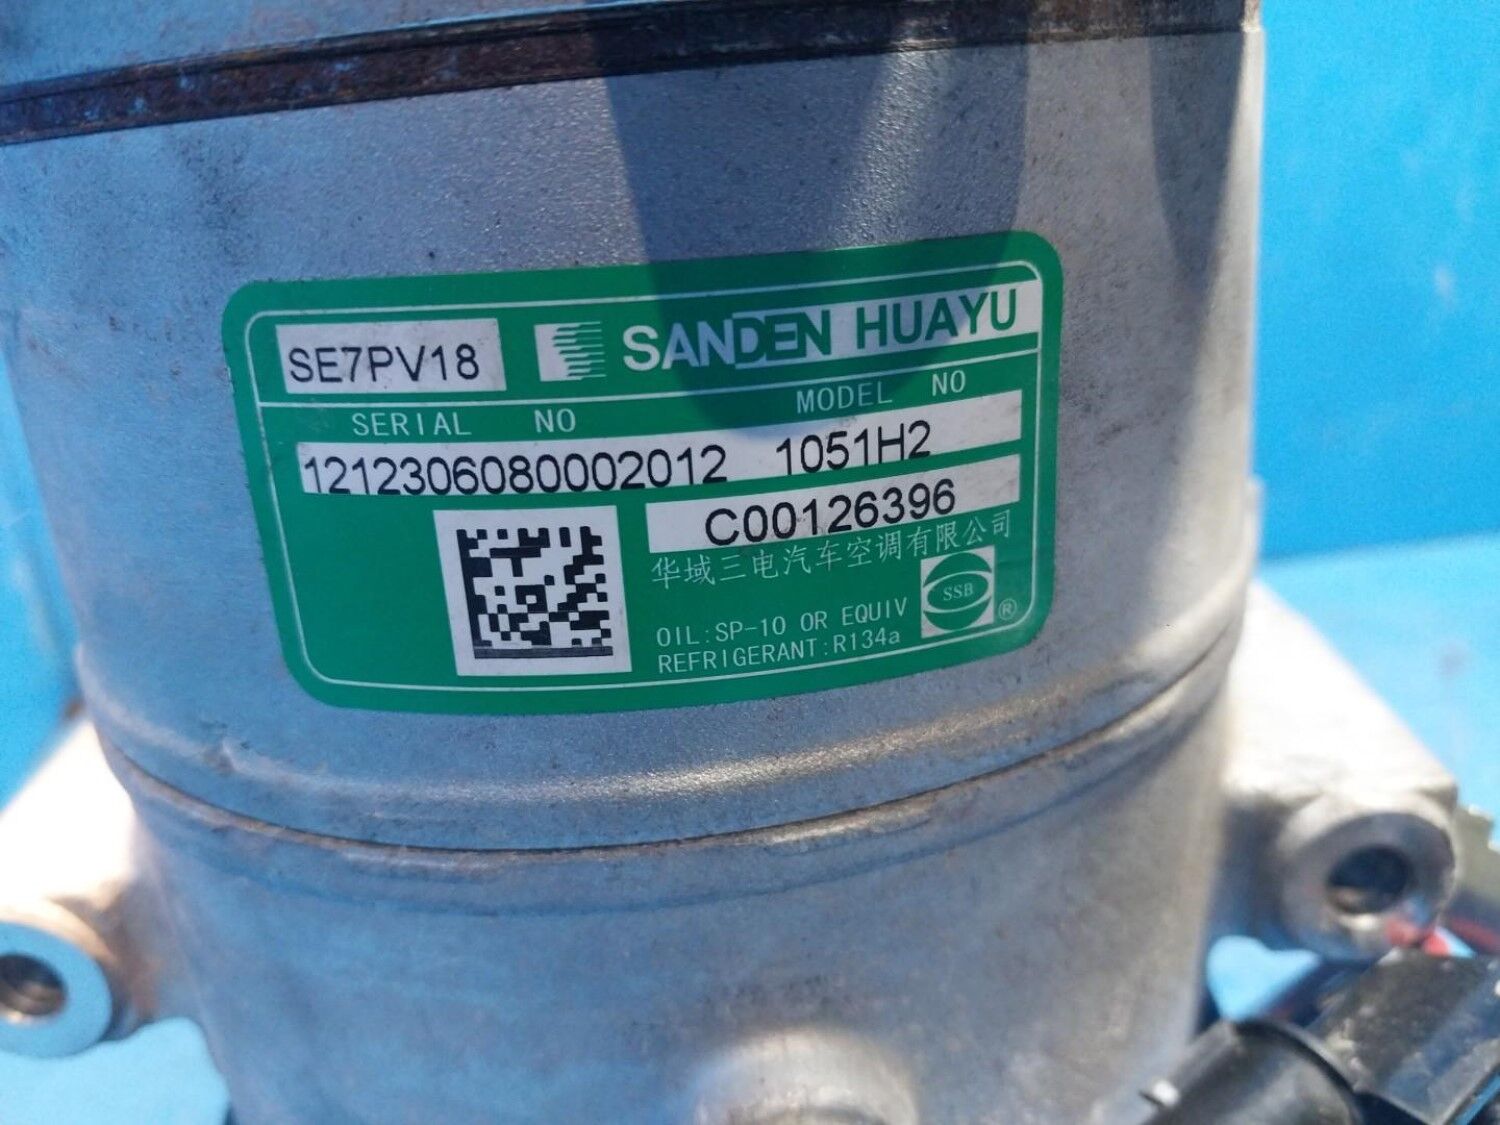 SE7PV18 SANDEN HUAYU
SERIAL NO MODEL NO
1212306080002012 1051H2
C00126396
华域三电汽车空调有限公司
SSB ®
OIL:SP-10 OR EQUIV
REFRIGERANT:R134a